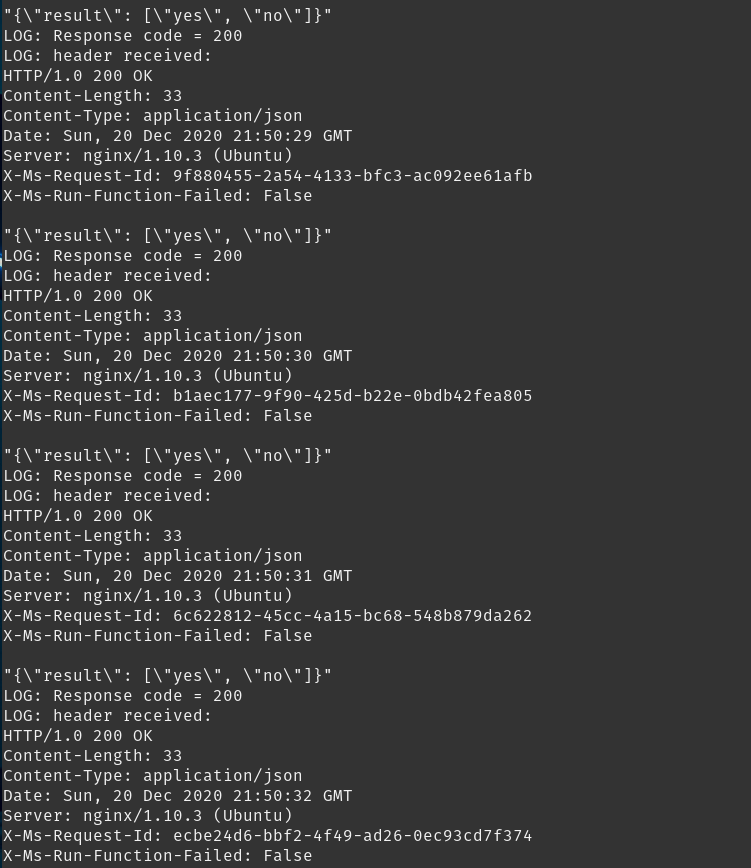 "{\"result\": [\"yes\", \"no\"]}"
LOG: Response code = 200
LOG: header received:
HTTP/1.0 200 OK
Content-Length: 33
Content-Type: application/json
Date: Sun, 20 Dec 2020 21:50:29 GMT
Server: nginx/1.10.3 (Ubuntu)
X-Ms-Request-Id: 9f880455-2a54-4133-bfc3-ac092ee61afb
X-Ms-Run-Function-Failed: False
"{\"result\": [\"yes\", \"no\"]}"
LOG: Response code = 200
LOG: header received:
HTTP/1.0 200 OK
Content-Length: 33
Content-Type: application/json
Date: Sun, 20 Dec 2020 21:50:30 GMT
Server: nginx/1.10.3 (Ubuntu)
X-Ms-Request-Id: b1aec177-9f90-425d-b22e-0bdb42fea805
X-Ms-Run-Function-Failed: False
"{\"result\": [\"yes\", \"no\"]}"
LOG: Response code = 200
LOG: header received:
HTTP/1.0 200 OK
Content-Length: 33
Content-Type: application/json
Date: Sun, 20 Dec 2020 21:50:31 GMT
Server: nginx/1.10.3 (Ubuntu)
X-Ms-Request-Id: 6c622812-45cc-4a15-bc68-548b879da262
X-Ms-Run-Function-Failed: False
"{\"result\": [\"yes\", \"no\"]}"
LOG: Response code = 200
LOG: header received:
HTTP/1.0 200 OK
Content-Length: 33
Content-Type: application/json
Date: Sun, 20 Dec 2020 21:50:32 GMT
Server: nginx/1.10.3 (Ubuntu)
X-Ms-Request-Id: ecbe24d6-bbf2-4f49-ad26-0ec93cd7f374
X-Ms-Run-Function-Failed: False